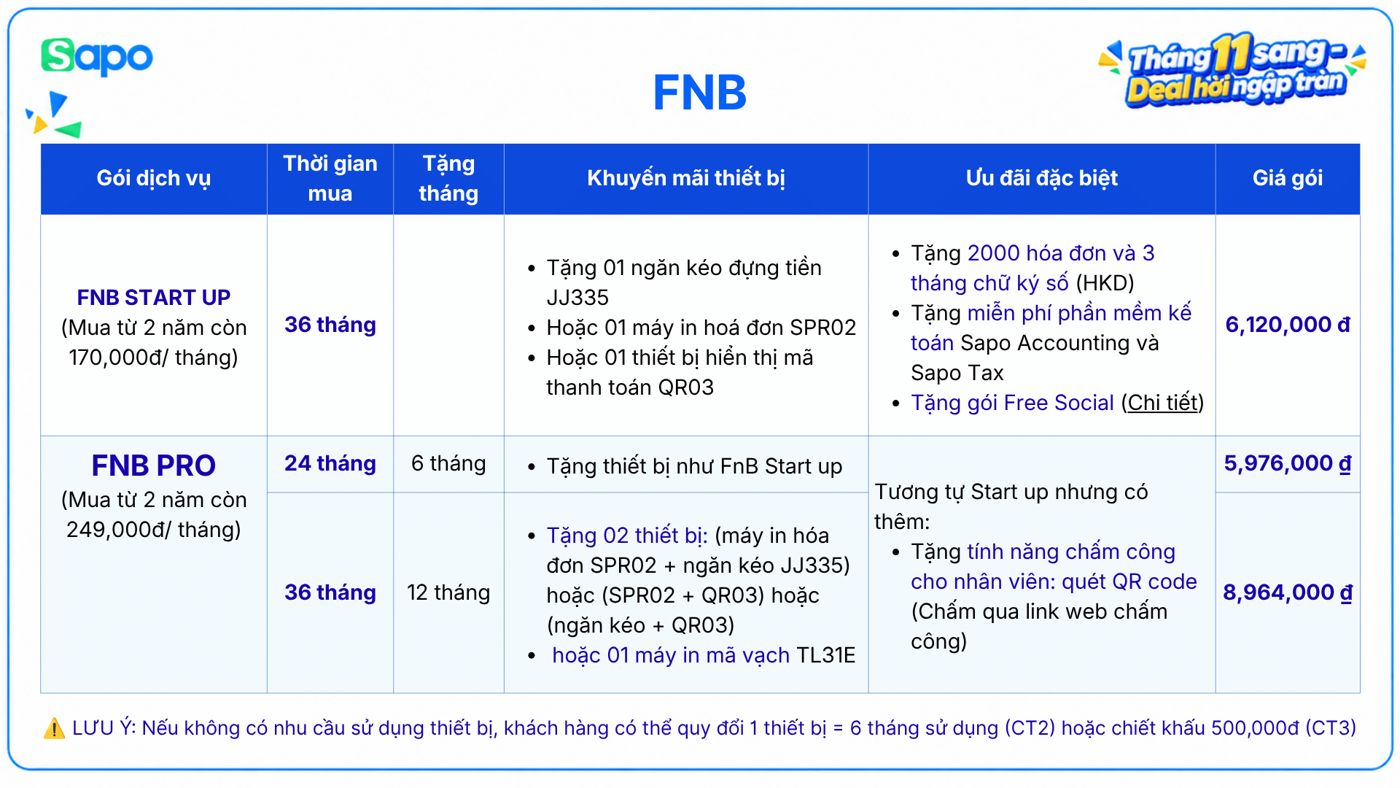 Sapo
Tháng 11 sang -
Deal hời ngập tràn
FNB
Gói dịch vụ
Thời gian
mua
Tặng
tháng
Khuyến mãi thiết bị
Ưu đãi đặc biệt
Giá gói
FNB START UP
(Mua từ 2 năm còn
170,000đ/ tháng)
36 tháng
• Tặng 01 ngăn kéo đựng tiền
JJ335
• Hoặc 01 máy in hoá đơn SPR02
• Hoặc 01 thiết bị hiển thị mã
thanh toán QR03
• Tặng 2000 hóa đơn và 3
tháng chữ ký số (HKD)
• Tặng miễn phí phần mềm kế
toán Sapo Accounting và
Sapo Tax
• Tặng gói Free Social (Chi tiết)
6,120,000 đ
FNB PRO
(Mua từ 2 năm còn
249,000đ/ tháng)
24 tháng
6 tháng
• Tặng thiết bị như FnB Start up
Tương tự Start up nhưng có
thêm:
• Tặng tính năng chấm công
cho nhân viên: quét QR code
(Chấm qua link web chấm
công)
5,976,000 ₫
36 tháng
12 tháng
• Tặng 02 thiết bị: (máy in hóa
đơn SPR02 + ngăn kéo JJ335)
hoặc (SPR02 + QR03) hoặc
(ngăn kéo + QR03)
• hoặc 01 máy in mã vạch TL31E
8,964,000 ₫
⚠️ LƯU Ý: Nếu không có nhu cầu sử dụng thiết bị, khách hàng có thể quy đổi 1 thiết bị = 6 tháng sử dụng (CT2) hoặc chiết khấu 500,000đ (CT3)